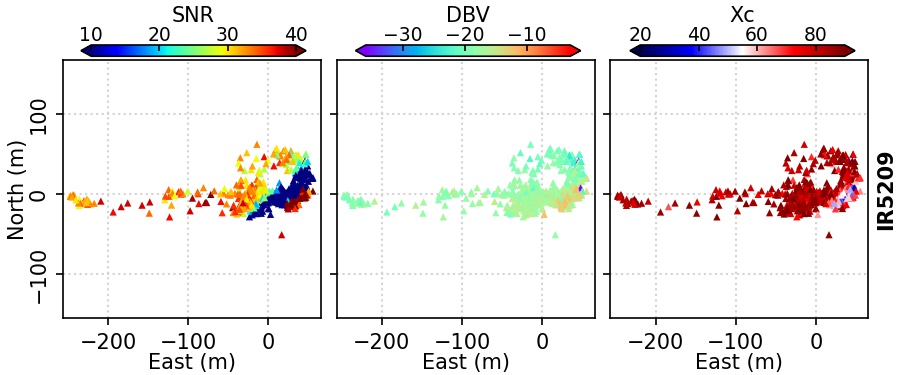 SNR DBV Xc
10 20 30 40 −30 −20 −10 20 40 60 80
North (m)
100
0
−100
−200 −100 0 −200 −100 0 −200 −100 0
East (m) East (m) East (m)
IR5209